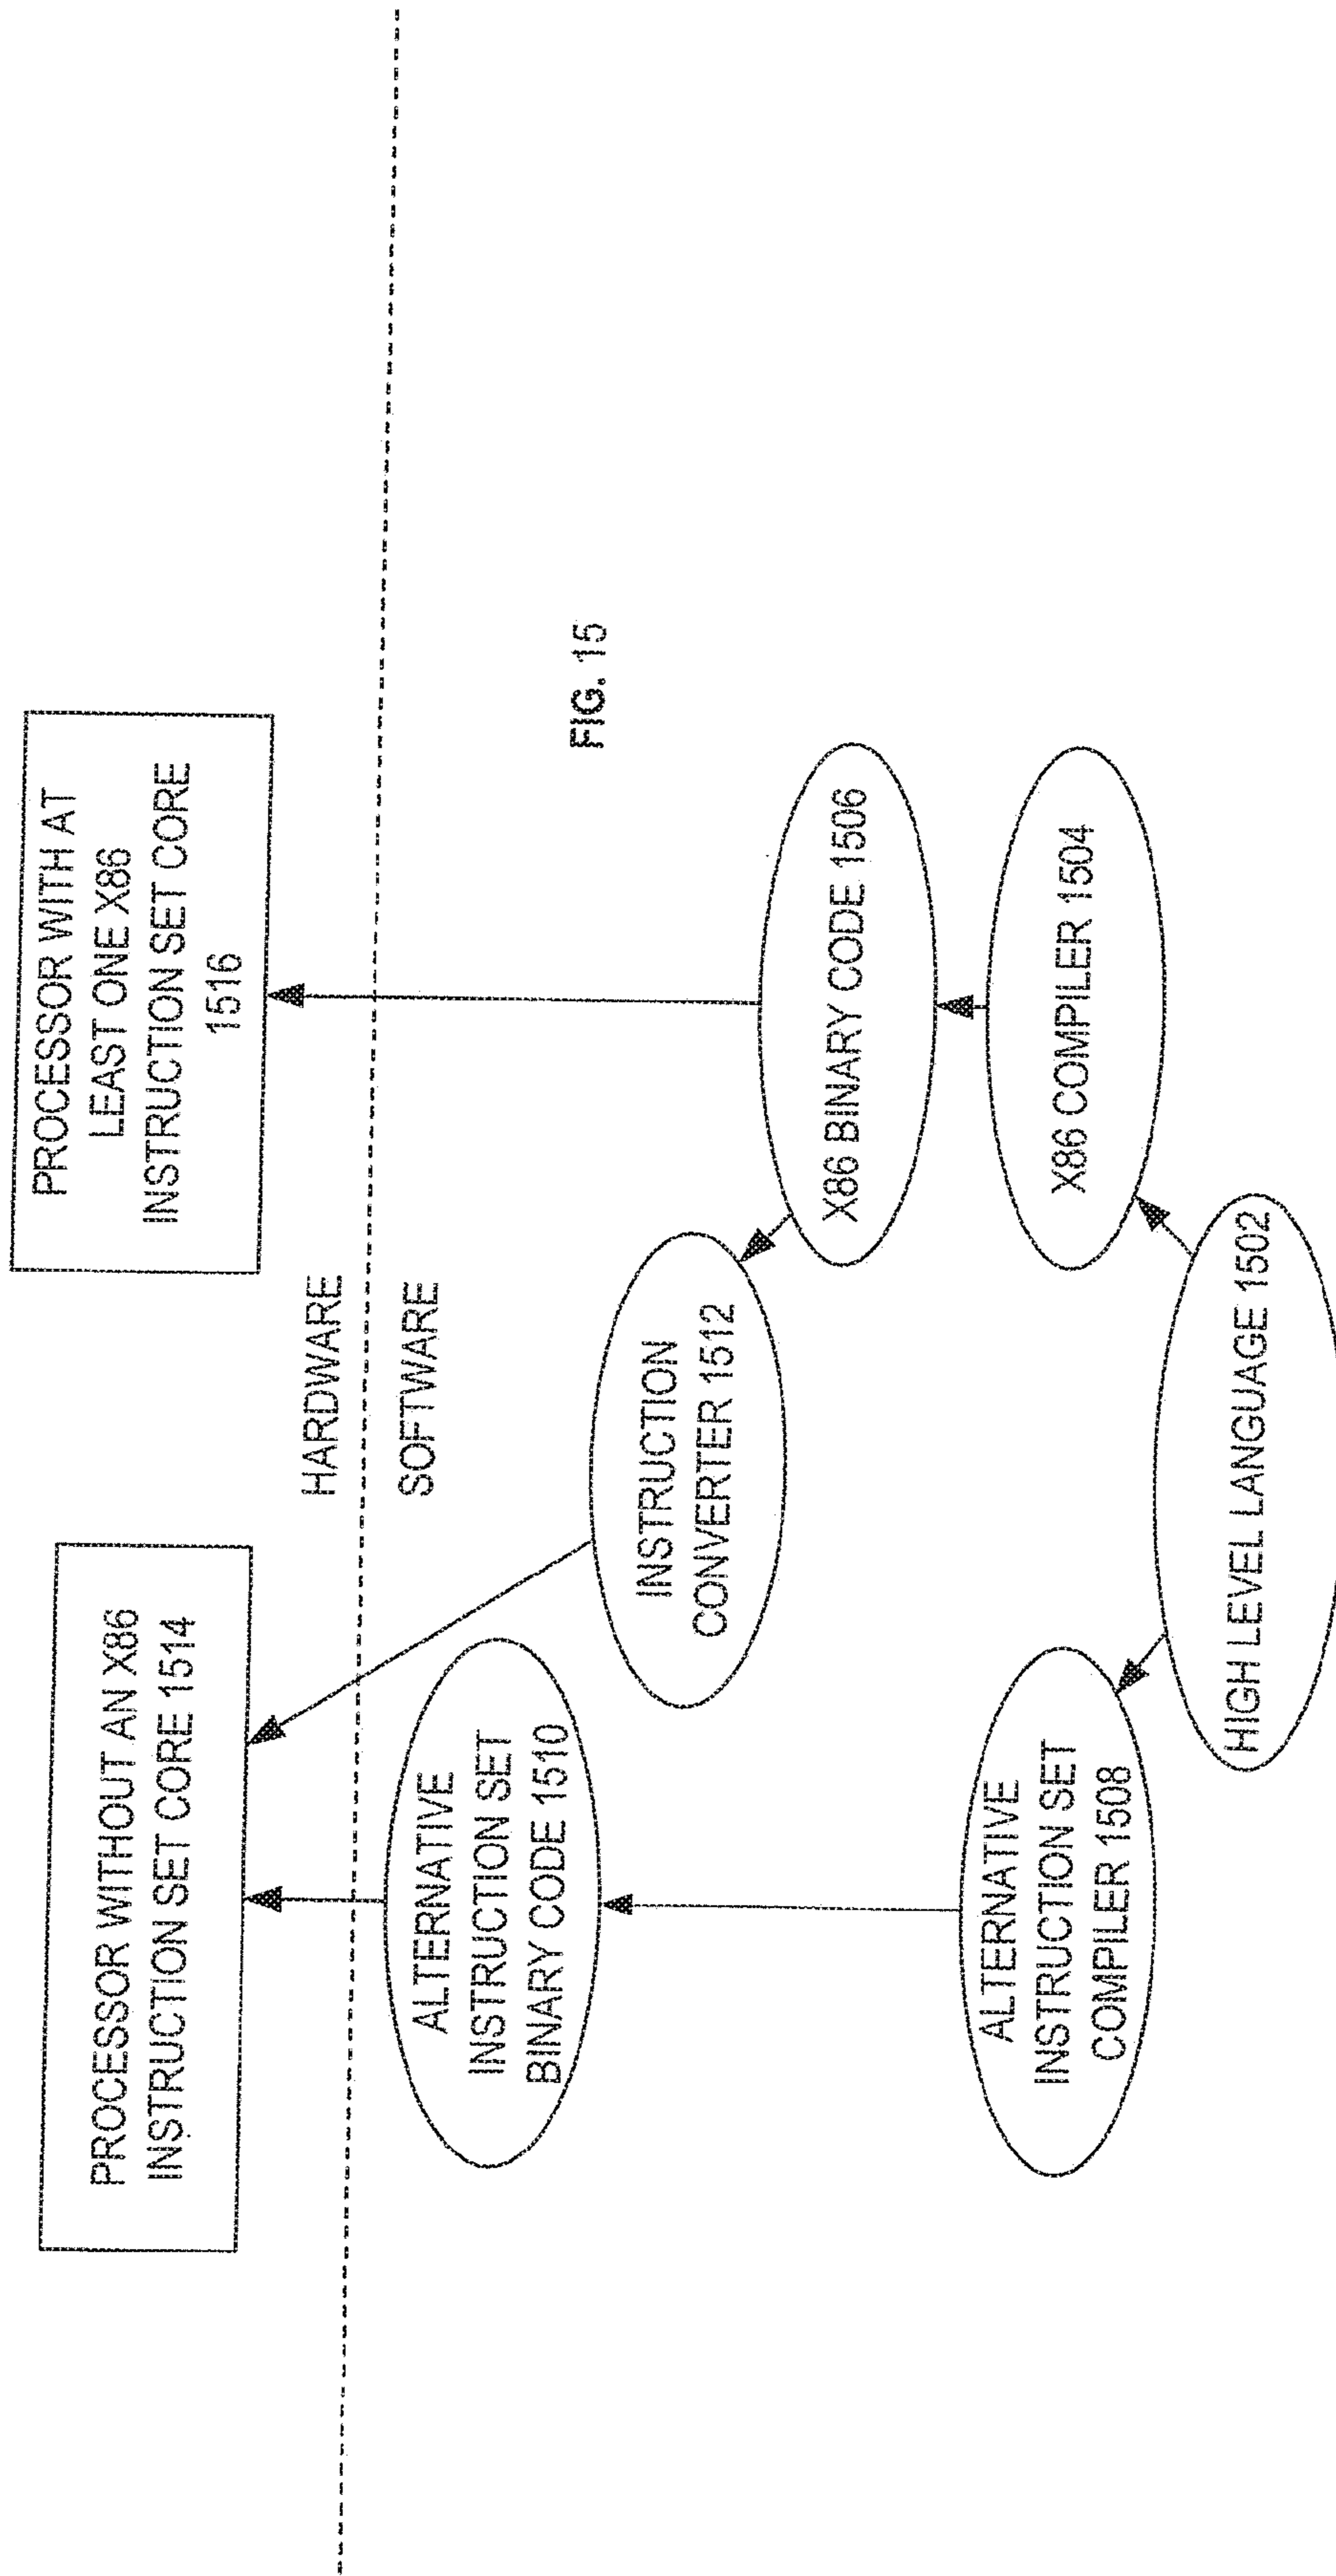 PROCESSOR WITHOUT AN X86
INSTRUCTION SET CORE 1514
PROCESSOR WITH AT
LEAST ONE X86
INSTRUCTION SET CORE
1516
HARDWARE
SOFTWARE
ALTERNATIVE
INSTRUCTION SET
BINARY CODE 1510
INSTRUCTION
CONVERTER 1512
FIG. 15
X86 BINARY CODE 1506
ALTERNATIVE
INSTRUCTION SET
COMPILER 1508
X86 COMPILER 1504
HIGH LEVEL LANGUAGE 1502